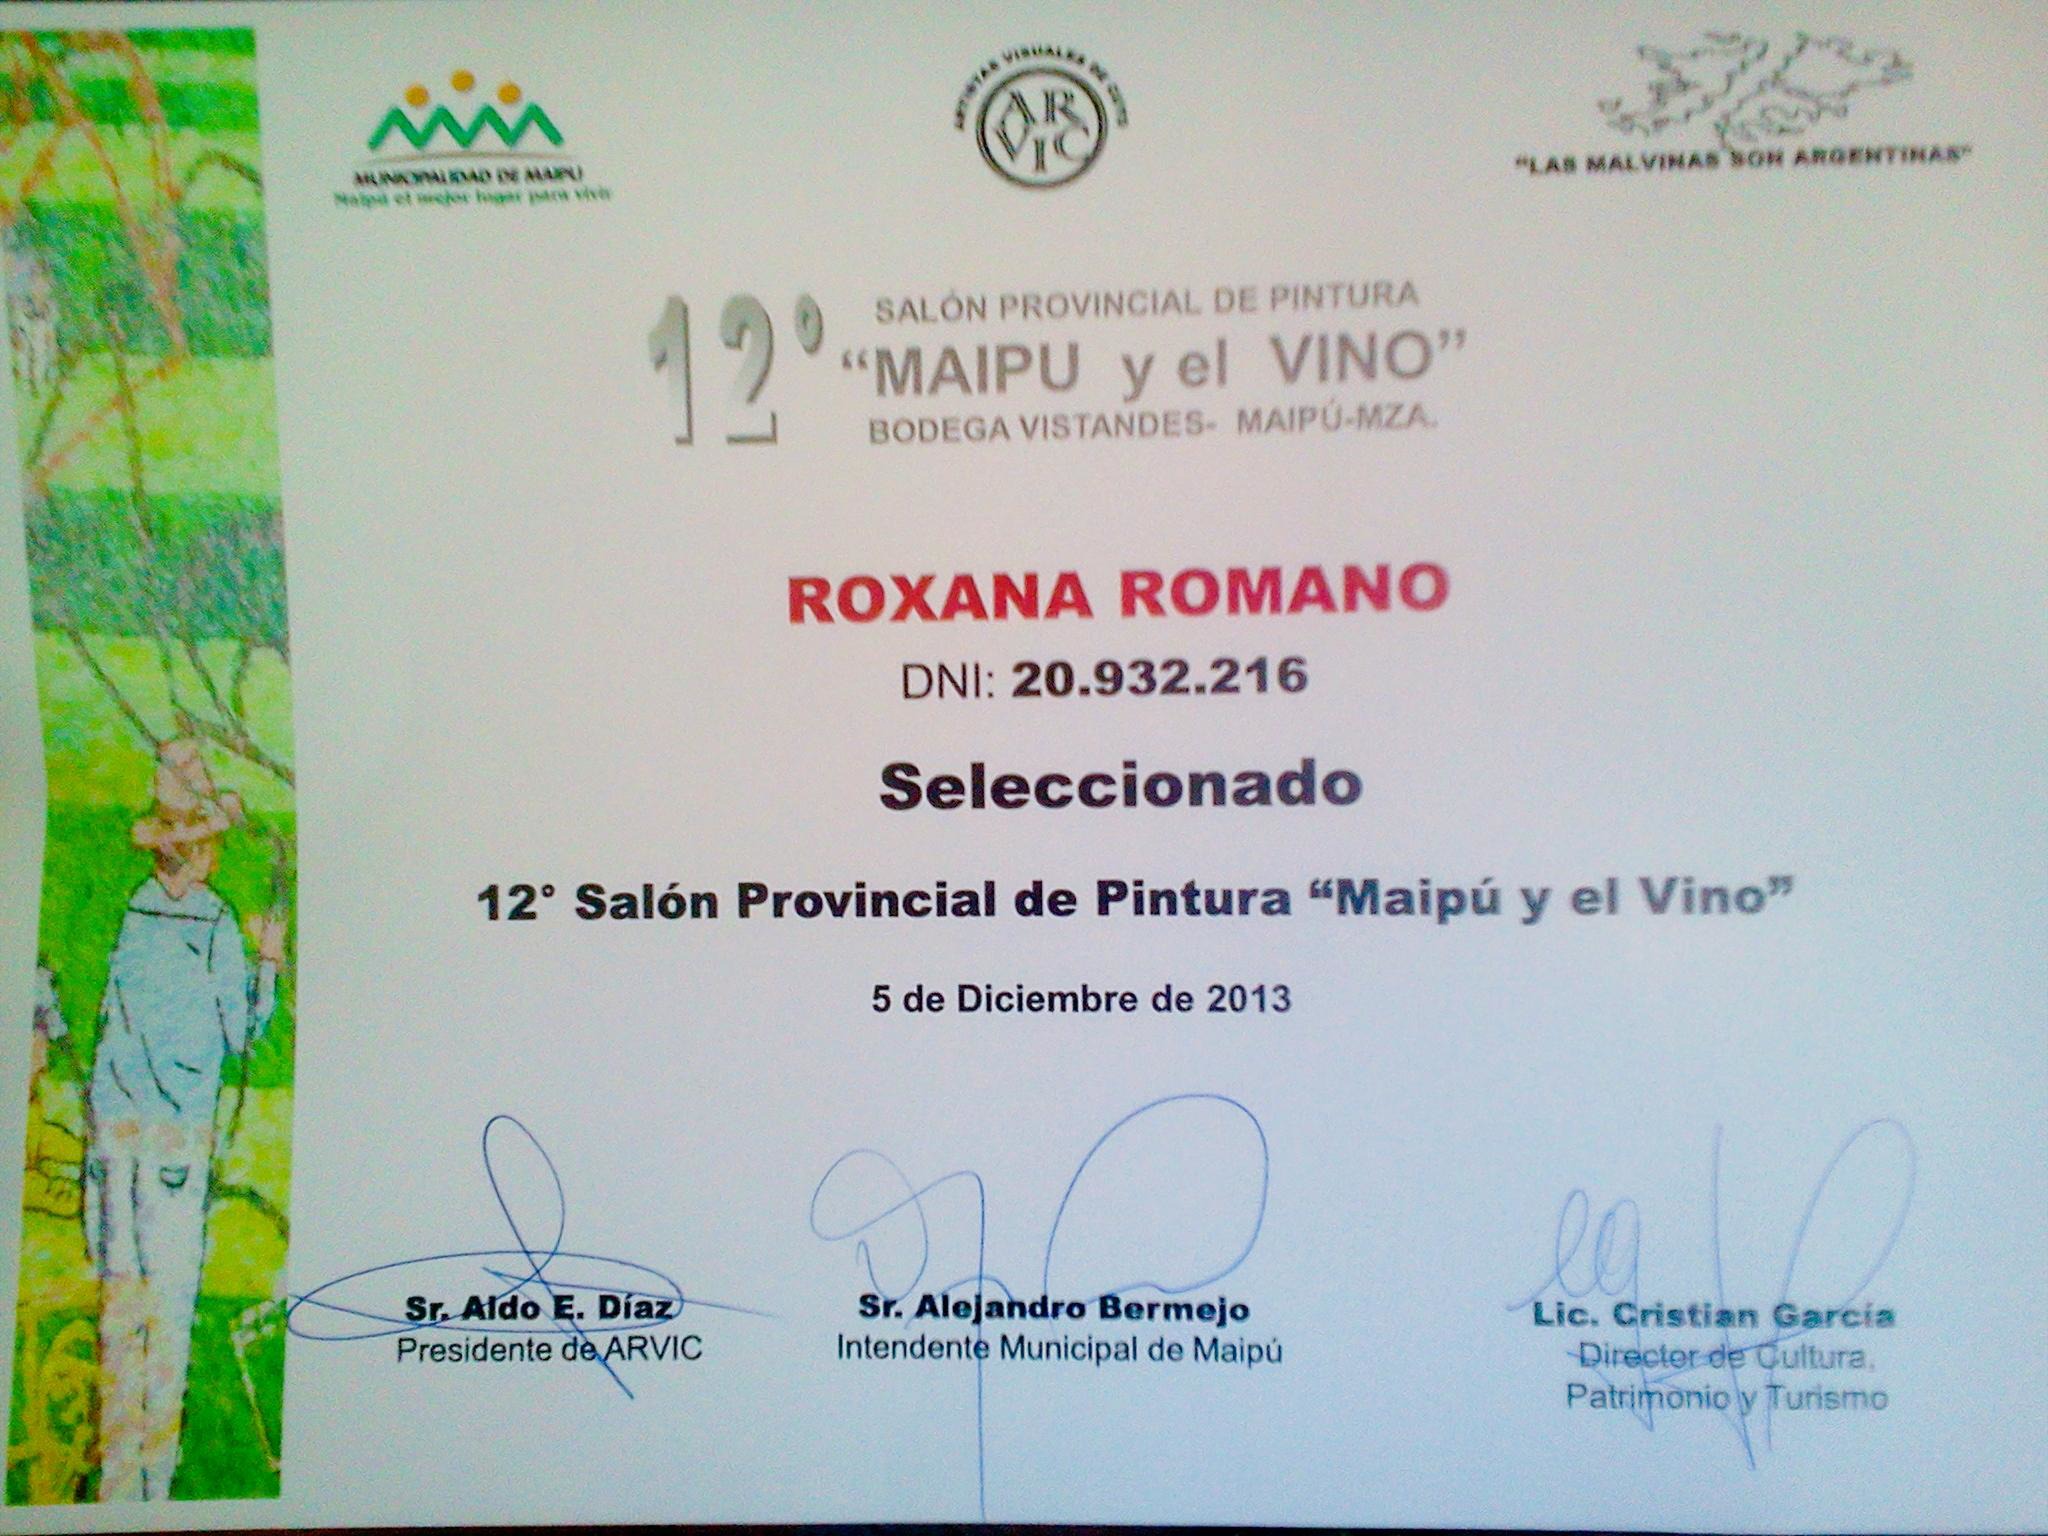 MUNICIPALIDAD DE MAIPU
Maipú el mejor lugar para vivir
ARTISTAS VISUALES DE CUYO
ARVIC
"LAS MALVINAS SON ARGENTINAS"
12° SALÓN PROVINCIAL DE PINTURA
“MAIPU y el VINO”
BODEGA VISTANDES- MAIPÚ-MZA.
ROXANA ROMANO
DNI: 20.932.216
Seleccionado
12° Salón Provincial de Pintura “Maipú y el Vino”
5 de Diciembre de 2013
Sr. Aldo E. Díaz
Presidente de ARVIC
Sr. Alejandro Bermejo
Intendente Municipal de Maipú
Lic. Cristian García
Director de Cultura,
Patrimonio y Turismo